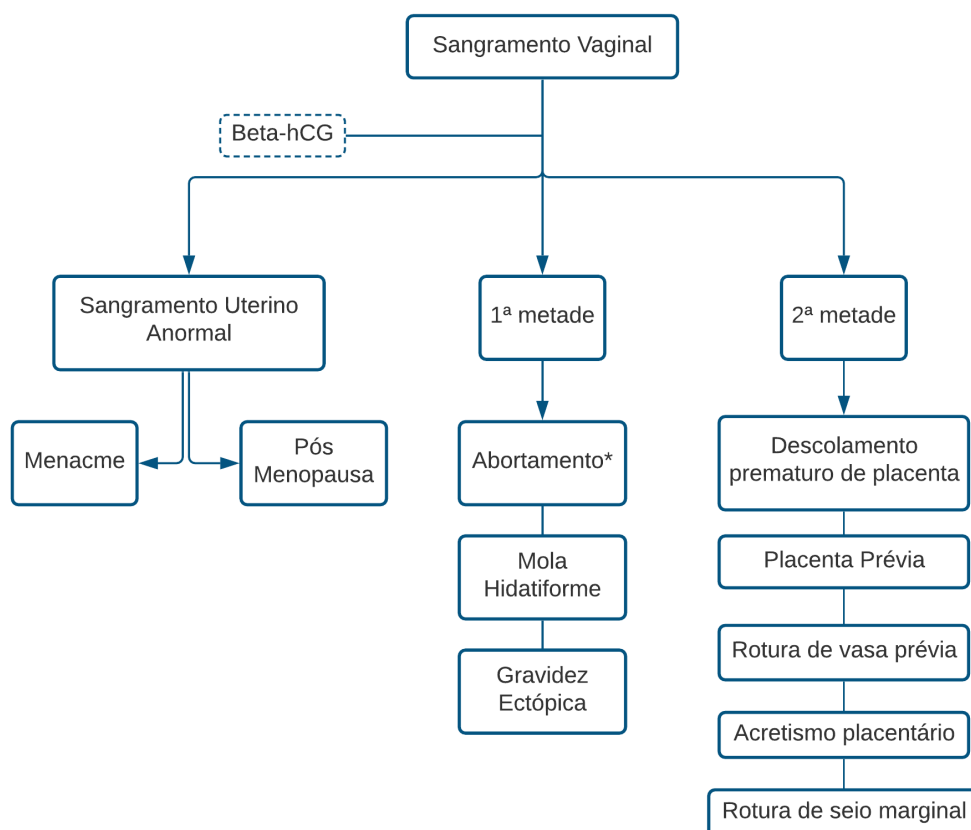 Sangramento Vaginal
Beta-hCG
Sangramento Uterino
Anormal
1ª metade
2ª metade
Menacme
Pós
Menopausa
Abortamento*
Mola
Hidatiforme
Gravidez
Ectópica
Descolamento
prematuro de placenta
Placenta Prévia
Rotura de vasa prévia
Acretismo placentário
Rotura de seio marginal